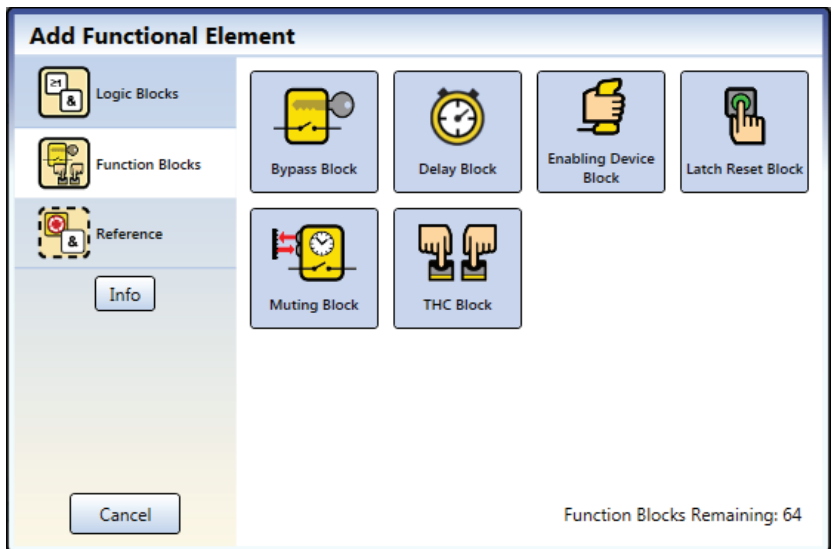 Add Functional Element
≥1
&
Logic Blocks
Function Blocks
&
Reference
Info
Cancel
Bypass Block
Delay Block
Enabling Device
Block
Latch Reset Block
Muting Block
THC Block
Function Blocks Remaining: 64